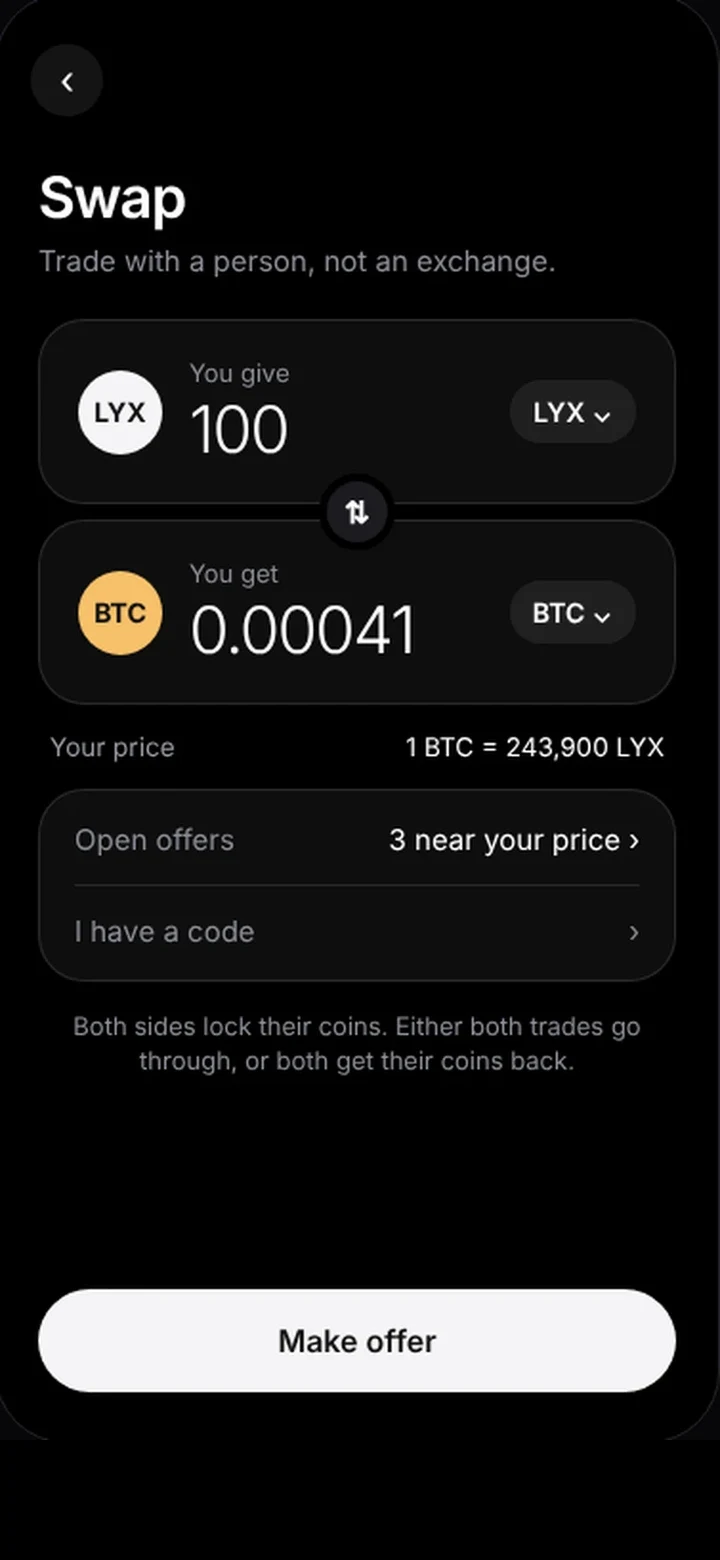 Swap
Trade with a person, not an exchange.
You give
LYX
100
LYX
You get
BTC
0.00041
BTC
Your price
1 BTC = 243,900 LYX
Open offers
3 near your price ›
I have a code
›
Both sides lock their coins. Either both trades go
through, or both get their coins back.
Make offer